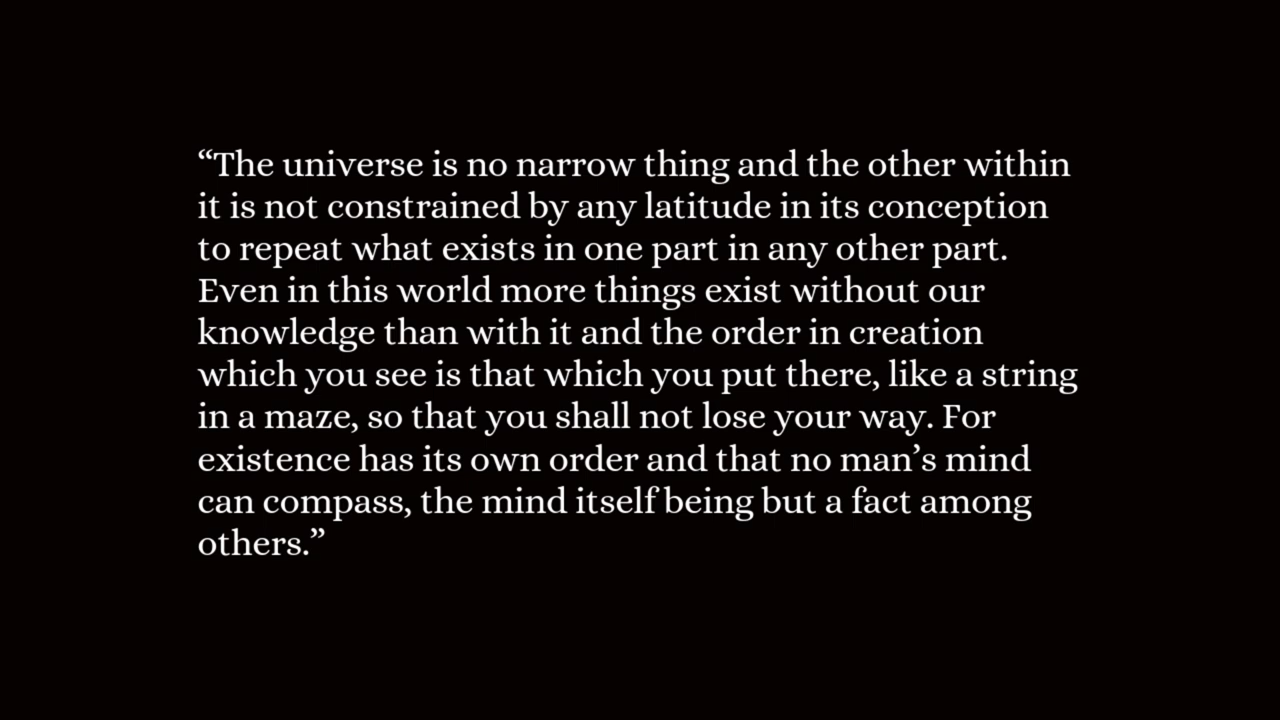 “The universe is no narrow thing and the other within
it is not constrained by any latitude in its conception
to repeat what exists in one part in any other part.
Even in this world more things exist without our
knowledge than with it and the order in creation
which you see is that which you put there, like a string
in a maze, so that you shall not lose your way. For
existence has its own order and that no man’s mind
can compass, the mind itself being but a fact among
others.”